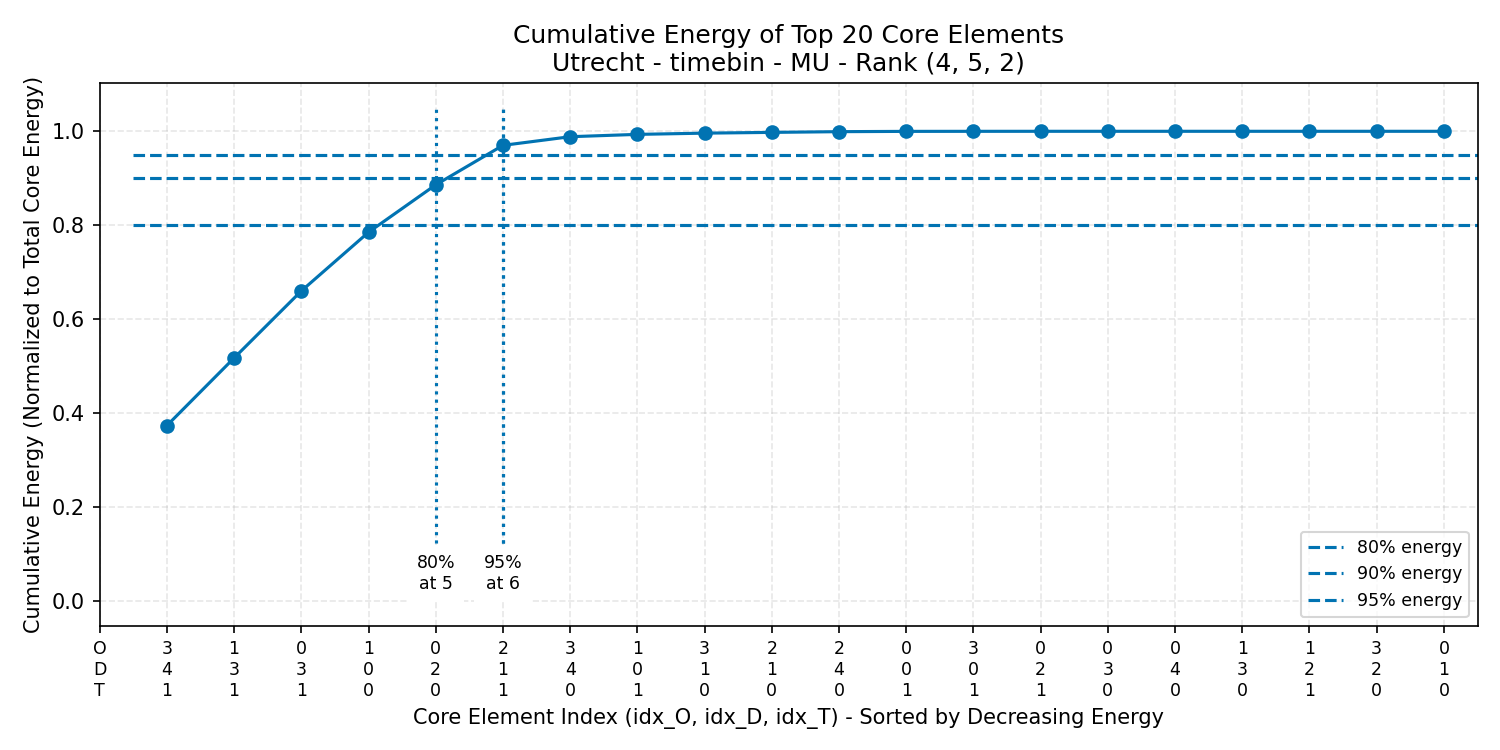 Cumulative Energy of Top 20 Core Elements
Utrecht - timebin - MU - Rank (4, 5, 2)
Cumulative Energy (Normalized to Total Core Energy)
1.0
0.8
0.6
0.4
0.2
0.0
80% 95%
at 5 at 6
80% energy
90% energy
95% energy
O 3 1 0 1 0 2 3 1 3 2 2 0 3 0 0 0 1 1 3 0
D 4 3 3 0 2 1 4 0 1 1 4 0 0 2 3 4 3 2 2 1
T 1 1 1 0 0 1 0 1 0 0 0 1 1 1 0 0 0 1 0 0
Core Element Index (idx_O, idx_D, idx_T) - Sorted by Decreasing Energy